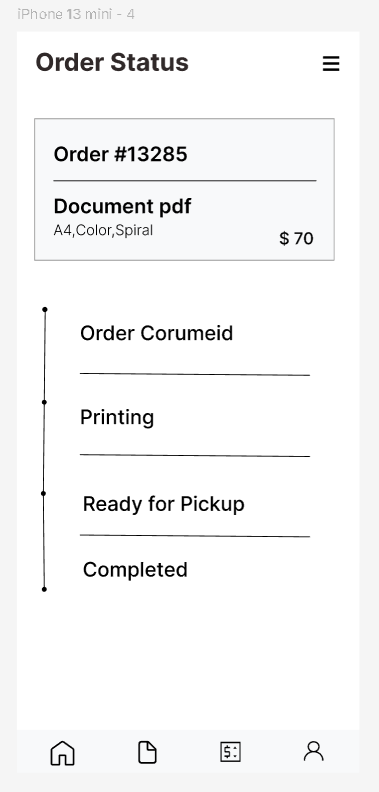 iPhone 13 mini - 4
Order Status
Order #13285
Document pdf
A4,Color,Spiral
$ 70
Order Corumeid
Printing
Ready for Pickup
Completed
$: